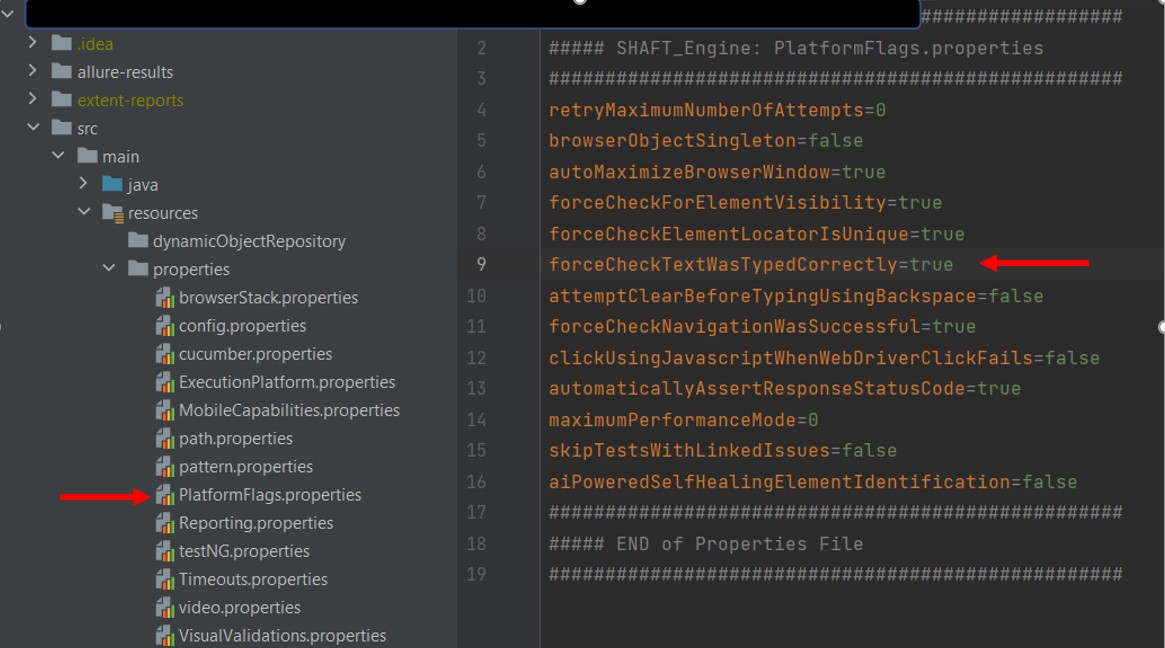 .idea
allure-results
extent-reports
src
main
java
resources
dynamicObjectRepository
properties
browserStack.properties
config.properties
cucumber.properties
ExecutionPlatform.properties
MobileCapabilities.properties
path.properties
pattern.properties
PlatformFlags.properties
Reporting.properties
testNG.properties
Timeouts.properties
video.properties
VisualValidations.properties
##################
2 ##### SHAFT_Engine: PlatformFlags.properties
3 ###################################################
4 retryMaximumNumberOfAttempts=0
5 browserObjectSingleton=false
6 autoMaximizeBrowserWindow=true
7 forceCheckForElementVisibility=true
8 forceCheckElementLocatorIsUnique=true
9 forceCheckTextWasTypedCorrectly=true
10 attemptClearBeforeTypingUsingBackspace=false
11 forceCheckNavigationWasSuccessful=true
12 clickUsingJavascriptWhenWebDriverClickFails=false
13 automaticallyAssertResponseStatusCode=true
14 maximumPerformanceMode=0
15 skipTestsWithLinkedIssues=false
16 aiPoweredSelfHealingElementIdentification=false
17 ###################################################
18 ##### END of Properties File
19 ###################################################